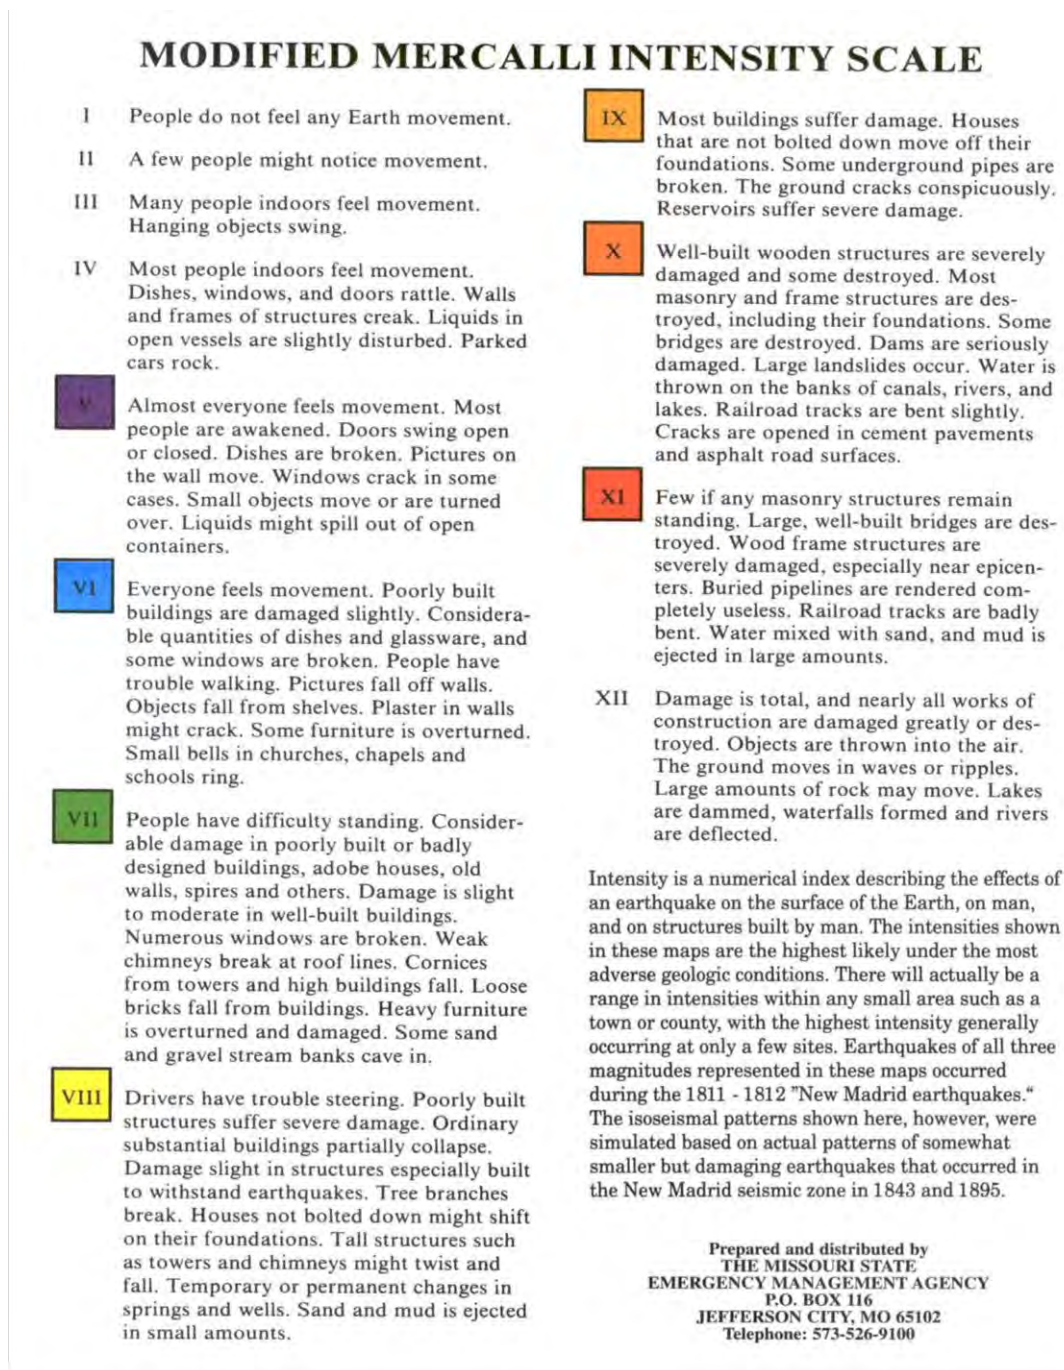 MODIFIED MERCALLI INTENSITY SCALE
I People do not feel any Earth movement.
II A few people might notice movement.
III Many people indoors feel movement.
Hanging objects swing.
IV Most people indoors feel movement.
Dishes, windows, and doors rattle. Walls
and frames of structures creak. Liquids in
open vessels are slightly disturbed. Parked
cars rock.
V Almost everyone feels movement. Most
people are awakened. Doors swing open
or closed. Dishes are broken. Pictures on
the wall move. Windows crack in some
cases. Small objects move or are turned
over. Liquids might spill out of open
containers.
VI Everyone feels movement. Poorly built
buildings are damaged slightly. Considera-
ble quantities of dishes and glassware, and
some windows are broken. People have
trouble walking. Pictures fall off walls.
Objects fall from shelves. Plaster in walls
might crack. Some furniture is overturned.
Small bells in churches, chapels and
schools ring.
VII People have difficulty standing. Consider-
able damage in poorly built or badly
designed buildings, adobe houses, old
walls, spires and others. Damage is slight
to moderate in well-built buildings.
Numerous windows are broken. Weak
chimneys break at roof lines. Cornices
from towers and high buildings fall. Loose
bricks fall from buildings. Heavy furniture
is overturned and damaged. Some sand
and gravel stream banks cave in.
VIII Drivers have trouble steering. Poorly built
structures suffer severe damage. Ordinary
substantial buildings partially collapse.
Damage slight in structures especially built
to withstand earthquakes. Tree branches
break. Houses not bolted down might shift
on their foundations. Tall structures such
as towers and chimneys might twist and
fall. Temporary or permanent changes in
springs and wells. Sand and mud is ejected
in small amounts.
IX Most buildings suffer damage. Houses
that are not bolted down move off their
foundations. Some underground pipes are
broken. The ground cracks conspicuously.
Reservoirs suffer severe damage.
X Well-built wooden structures are severely
damaged and some destroyed. Most
masonry and frame structures are des-
troyed, including their foundations. Some
bridges are destroyed. Dams are seriously
damaged. Large landslides occur. Water is
thrown on the banks of canals, rivers, and
lakes. Railroad tracks are bent slightly.
Cracks are opened in cement pavements
and asphalt road surfaces.
XI Few if any masonry structures remain
standing. Large, well-built bridges are des-
troyed. Wood frame structures are
severely damaged, especially near epicen-
ters. Buried pipelines are rendered com-
pletely useless. Railroad tracks are badly
bent. Water mixed with sand, and mud is
ejected in large amounts.
XII Damage is total, and nearly all works of
construction are damaged greatly or des-
troyed. Objects are thrown into the air.
The ground moves in waves or ripples.
Large amounts of rock may move. Lakes
are dammed, waterfalls formed and rivers
are deflected.
Intensity is a numerical index describing the effects of
an earthquake on the surface of the Earth, on man,
and on structures built by man. The intensities shown
in these maps are the highest likely under the most
adverse geologic conditions. There will actually be a
range in intensities within any small area such as a
town or county, with the highest intensity generally
occurring at only a few sites. Earthquakes of all three
magnitudes represented in these maps occurred
during the 1811 - 1812 "New Madrid earthquakes."
The isoseismal patterns shown here, however, were
simulated based on actual patterns of somewhat
smaller but damaging earthquakes that occurred in
the New Madrid seismic zone in 1843 and 1895.
Prepared and distributed by
THE MISSOURI STATE
EMERGENCY MANAGEMENT AGENCY
P.O. BOX 116
JEFFERSON CITY, MO 65102
Telephone: 573-526-9100